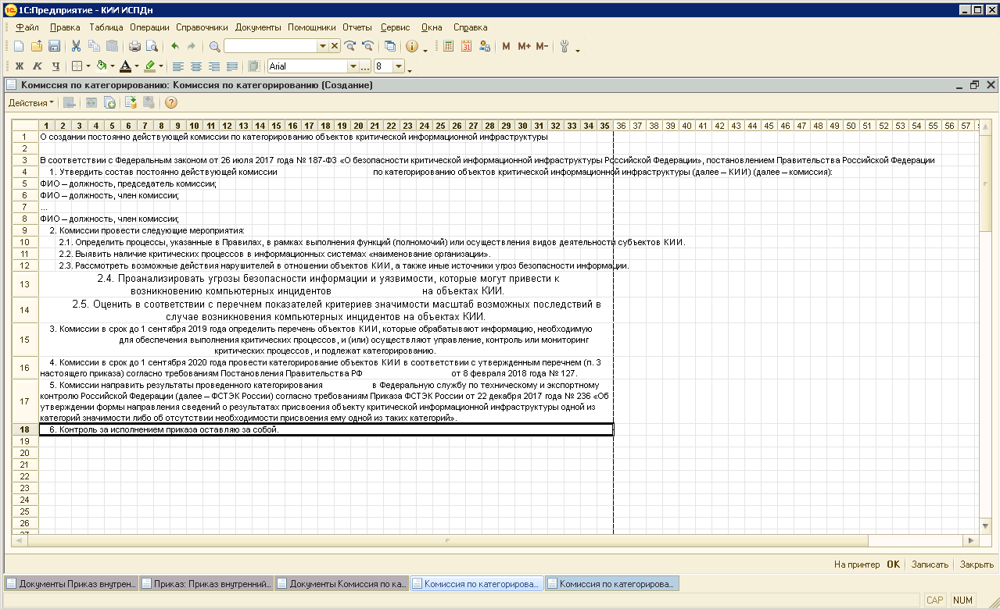 1С:Предприятие - КИИ ИСПДн
Файл Правка Таблица Операции Справочники Документы Помощники Отчеты Сервис Окна Справка
M M+ M-
Ж К Ч A Arial ... 8
Комиссия по категорированию: Комиссия по категорированию (Создание)
Действия ?
1 2 3 4 5 6 7 8 9 10 11 12 13 14 15 16 17 18 19 20 21 22 23 24 25 26 27 28 29 30 31 32 33 34 35 36 37 38 39 40 41 42 43 44 45 46 47 48 49 50 51 52 53 54 55 56 57
1 О создании постоянно действующей комиссии по категорированию объектов критической информационной инфраструктуры
2
3 В соответствии с Федеральным законом от 26 июля 2017 года № 187-ФЗ «О безопасности критической информационной инфраструктуры Российской Федерации», постановлением Правительства Российской Федерации
4 1. Утвердить состав постоянно действующей комиссии по категорированию объектов критической информационной инфраструктуры (далее – КИИ) (далее – комиссия):
5 ФИО – должность, председатель комиссии;
6 ФИО – должность, член комиссии;
7 ...
8 ФИО – должность, член комиссии;
9 2. Комиссии провести следующие мероприятия:
10 2.1. Определить процессы, указанные в Правилах, в рамках выполнения функций (полномочий) или осуществления видов деятельности субъектов КИИ.
11 2.2. Выявить наличие критических процессов в информационных системах «наименование организации».
12 2.3. Рассмотреть возможные действия нарушителей в отношении объектов КИИ, а также иные источники угроз безопасности информации.
13 2.4. Проанализировать угрозы безопасности информации и уязвимости, которые могут привести к
возникновению компьютерных инцидентов на объектах КИИ.
14 2.5. Оценить в соответствии с перечнем показателей критериев значимости масштаб возможных последствий в
случае возникновения компьютерных инцидентов на объектах КИИ.
15 3. Комиссии в срок до 1 сентября 2019 года определить перечень объектов КИИ, которые обрабатывают информацию, необходимую
для обеспечения выполнения критических процессов, и (или) осуществляют управление, контроль или мониторинг
критических процессов, и подлежат категорированию.
16 4. Комиссии в срок до 1 сентября 2020 года провести категорирование объектов КИИ в соответствии с утвержденным перечнем (п. 3
настоящего приказа) согласно требованиям Постановления Правительства РФ от 8 февраля 2018 года № 127.
17 5. Комиссии направить результаты проведенного категорирования в Федеральную службу по техническому и экспортному
контролю Российской Федерации (далее – ФСТЭК России) согласно требованиям Приказа ФСТЭК России от 22 декабря 2017 года № 236 «Об
утверждении формы направления сведений о результатах присвоения объекту критической информационной инфраструктуры одной из
категорий значимости либо об отсутствии необходимости присвоения ему одной из таких категорий».
18 6. Контроль за исполнением приказа оставляю за собой.
19
20
21
22
23
24
25
26
На принтер OK Записать Закрыть
Документы Приказ внутрен... Приказ: Приказ внутренний... Документы Комиссия по ка... Комиссия по категорирова... Комиссия по категорирова...
CAP NUM